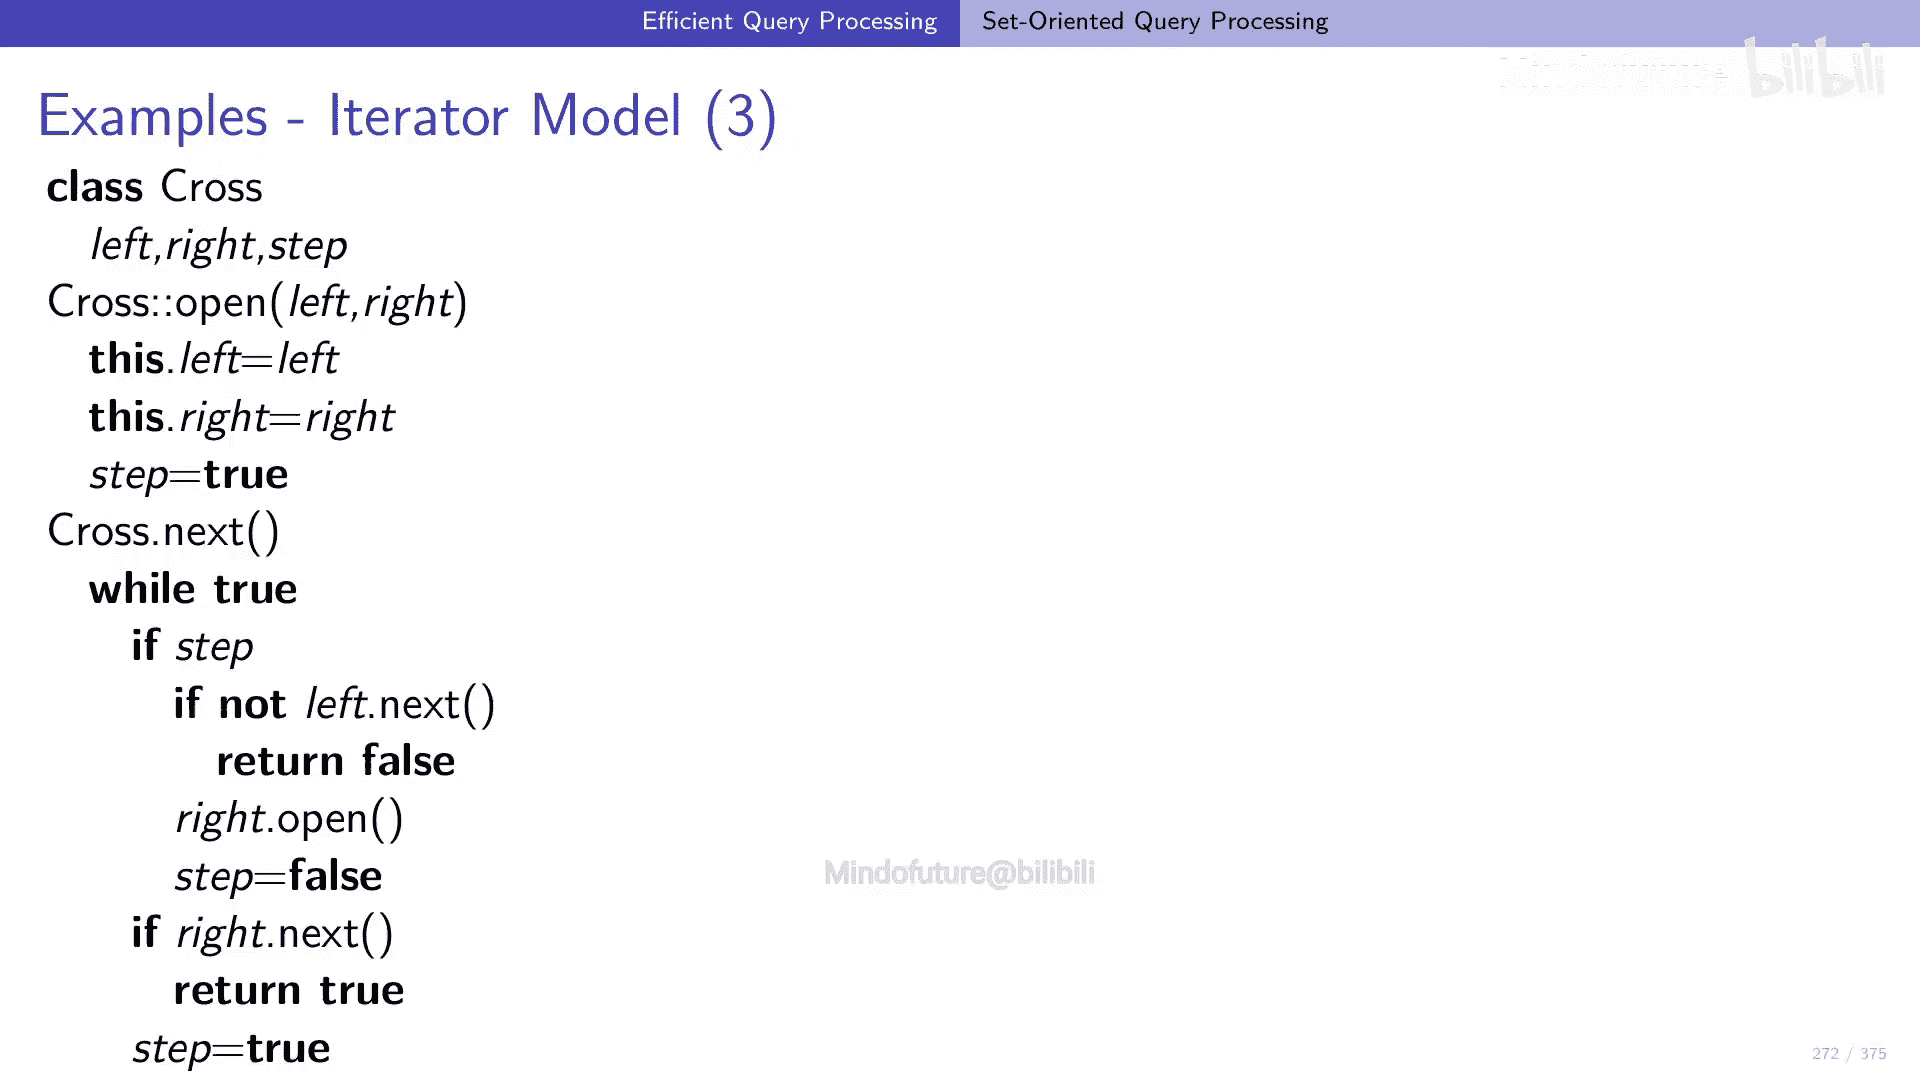 Efficient Query Processing Set-Oriented Query Processing
bilibili
Examples - Iterator Model (3)
class Cross
left,right,step
Cross::open(left,right)
this.left=left
this.right=right
step=true
Cross.next()
while true
if step
if not left.next()
return false
right.open()
step=false
Mindofuture@bilibili
if right.next()
return true
step=true
272 / 375